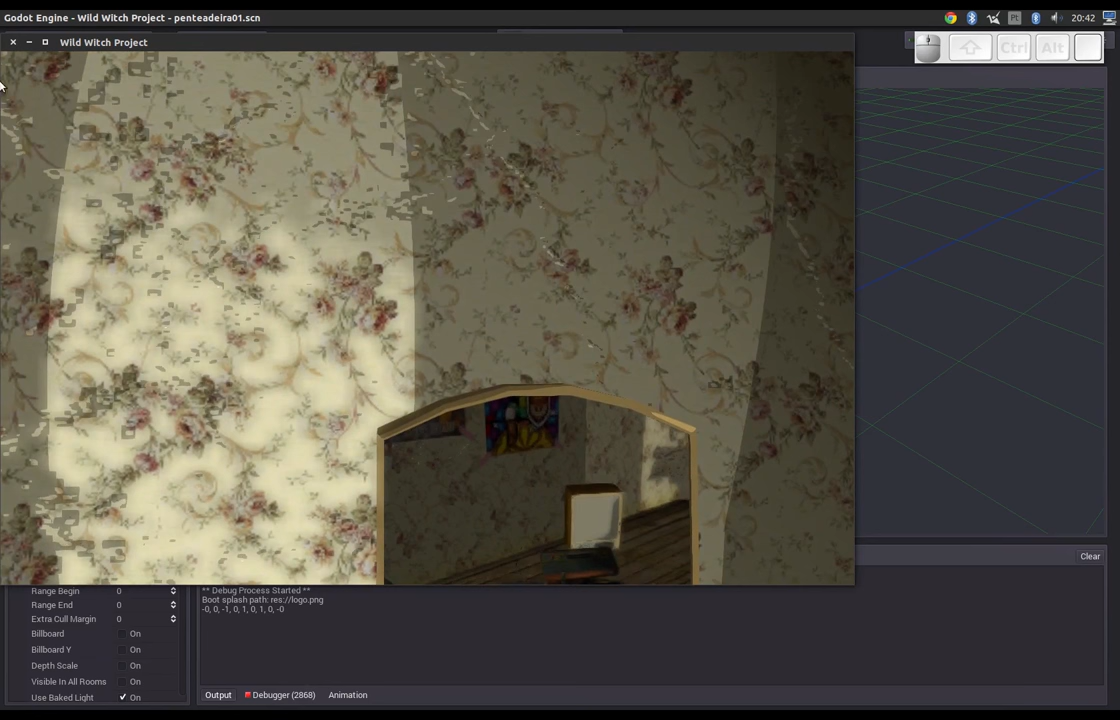 Godot Engine - Wild Witch Project - penteadeira01.scn
Pt
20:42
Wild Witch Project
Ctrl
Alt
Clear
Range Begin 0
Range End 0
Extra Cull Margin 0
Billboard On
Billboard Y On
Depth Scale On
Visible In All Rooms On
Use Baked Light On
** Debug Process Started **
Boot splash path: res://logo.png
-0, 0, -1, 0, 1, 0, 1, 0, -0
Output
Debugger (2868)
Animation